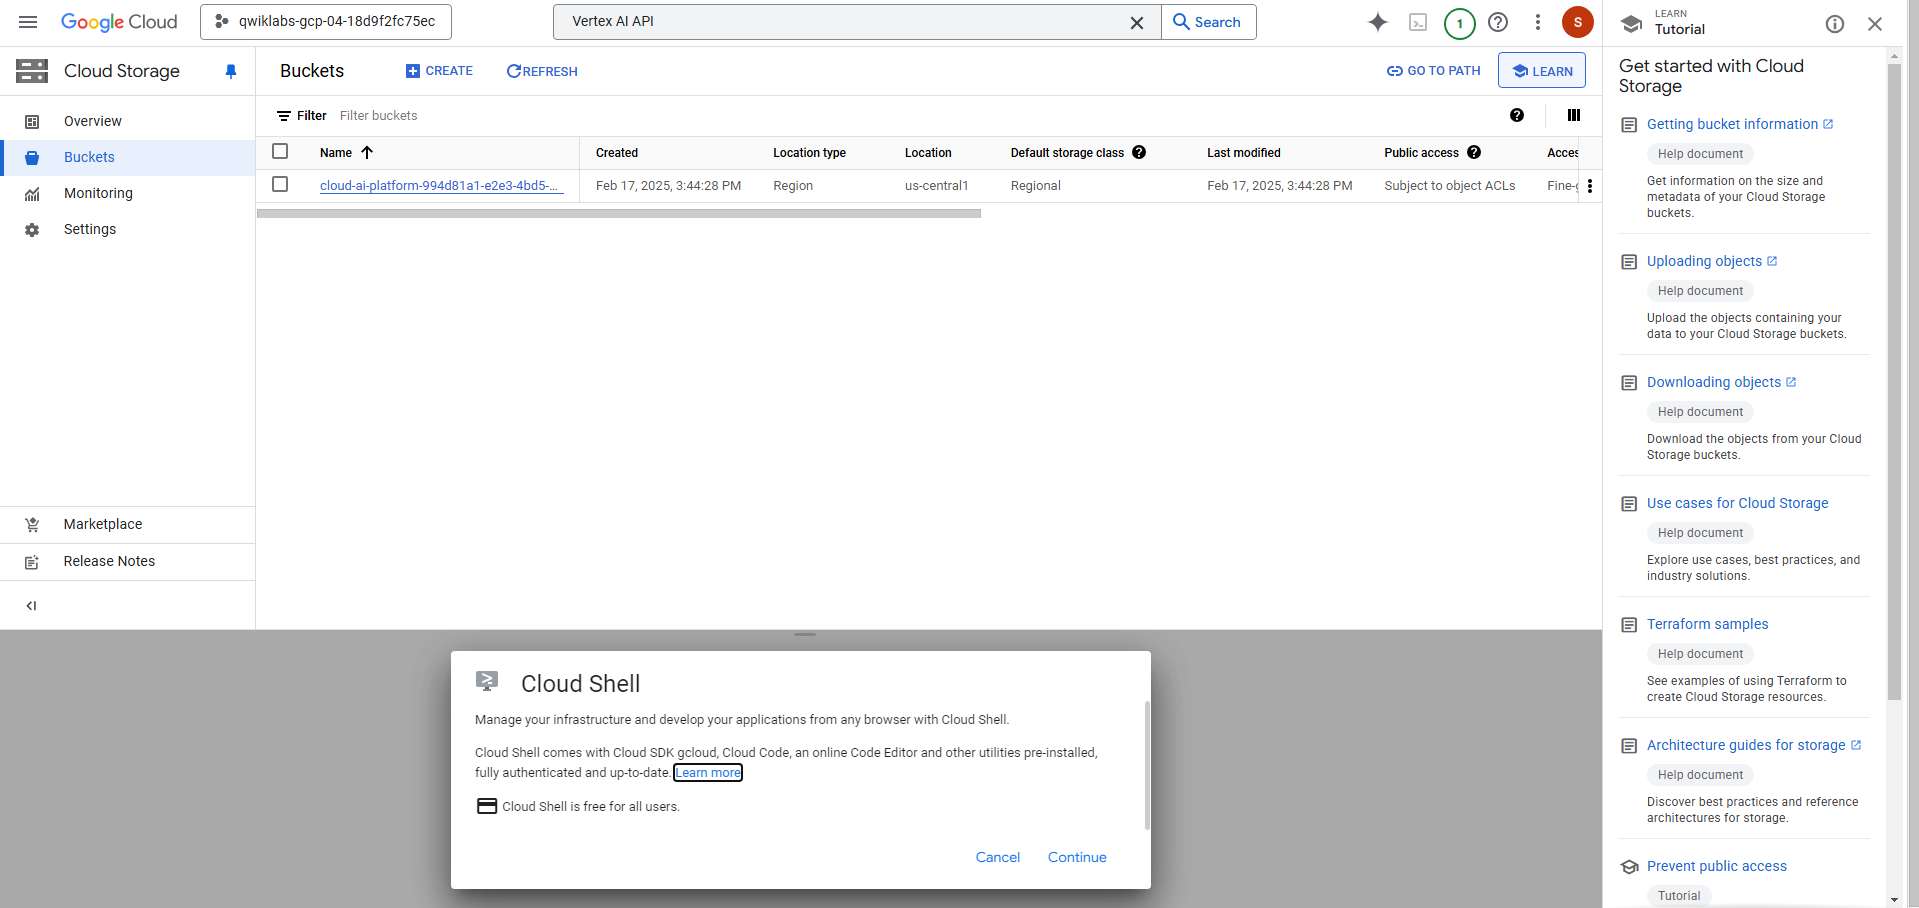 Google Cloud
qwiklabs-gcp-04-18d9f2fc75ec
Vertex AI API
Search
1
S
LEARN
Tutorial
Cloud Storage
Buckets
CREATE
REFRESH
GO TO PATH
LEARN
Overview
Buckets
Monitoring
Settings
Marketplace
Release Notes
Filter
Filter buckets
Name
Created
Location type
Location
Default storage class
Last modified
Public access
Acces
cloud-ai-platform-994d81a1-e2e3-4bd5-...
Feb 17, 2025, 3:44:28 PM
Region
us-central1
Regional
Feb 17, 2025, 3:44:28 PM
Subject to object ACLs
Fine-g
Get started with Cloud
Storage
Getting bucket information
Help document
Get information on the size and
metadata of your Cloud Storage
buckets.
Uploading objects
Help document
Upload the objects containing your
data to your Cloud Storage buckets.
Downloading objects
Help document
Download the objects from your Cloud
Storage buckets.
Use cases for Cloud Storage
Help document
Explore use cases, best practices, and
industry solutions.
Terraform samples
Help document
See examples of using Terraform to
create Cloud Storage resources.
Architecture guides for storage
Help document
Discover best practices and reference
architectures for storage.
Prevent public access
Tutorial
Cloud Shell
Manage your infrastructure and develop your applications from any browser with Cloud Shell.
Cloud Shell comes with Cloud SDK gcloud, Cloud Code, an online Code Editor and other utilities pre-installed,
fully authenticated and up-to-date. Learn more
Cloud Shell is free for all users.
Cancel
Continue